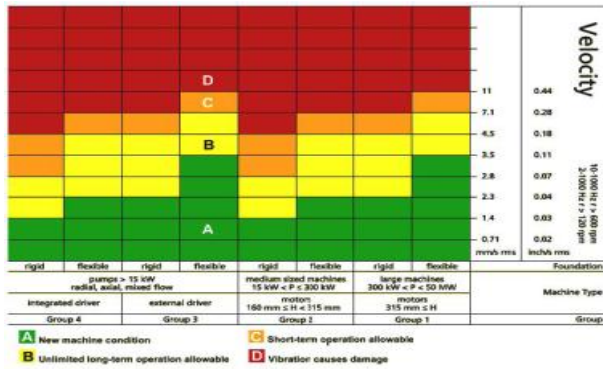 D
C
B
A
Velocity
10-1000 Hz r > 600 rpm
2-1000 Hz r > 120 rpm
11 0.44
7.1 0.28
4.5 0.18
3.5 0.11
2.8 0.07
2.3 0.04
1.4 0.03
0.71 0.02
mm/s rms inch/s rms
rigid flexible rigid flexible rigid flexible rigid flexible Foundation
pumps > 15 kW medium sized machines large machines
radial, axial, mixed flow 15 kW < P ≤ 300 kW 300 kW < P < 50 MW
Machine Type
integrated driver external driver motors motors
160 mm ≤ H < 315 mm 315 mm ≤ H
Group 4 Group 3 Group 2 Group 1 Group
A New machine condition C Short-term operation allowable
B Unlimited long-term operation allowable D Vibration causes damage